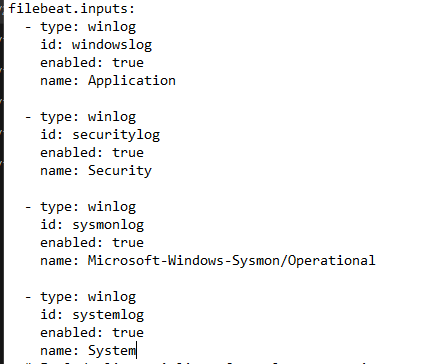 filebeat.inputs:
  - type: winlog
    id: windowslog
    enabled: true
    name: Application

  - type: winlog
    id: securitylog
    enabled: true
    name: Security

  - type: winlog
    id: sysmonlog
    enabled: true
    name: Microsoft-Windows-Sysmon/Operational

  - type: winlog
    id: systemlog
    enabled: true
    name: System